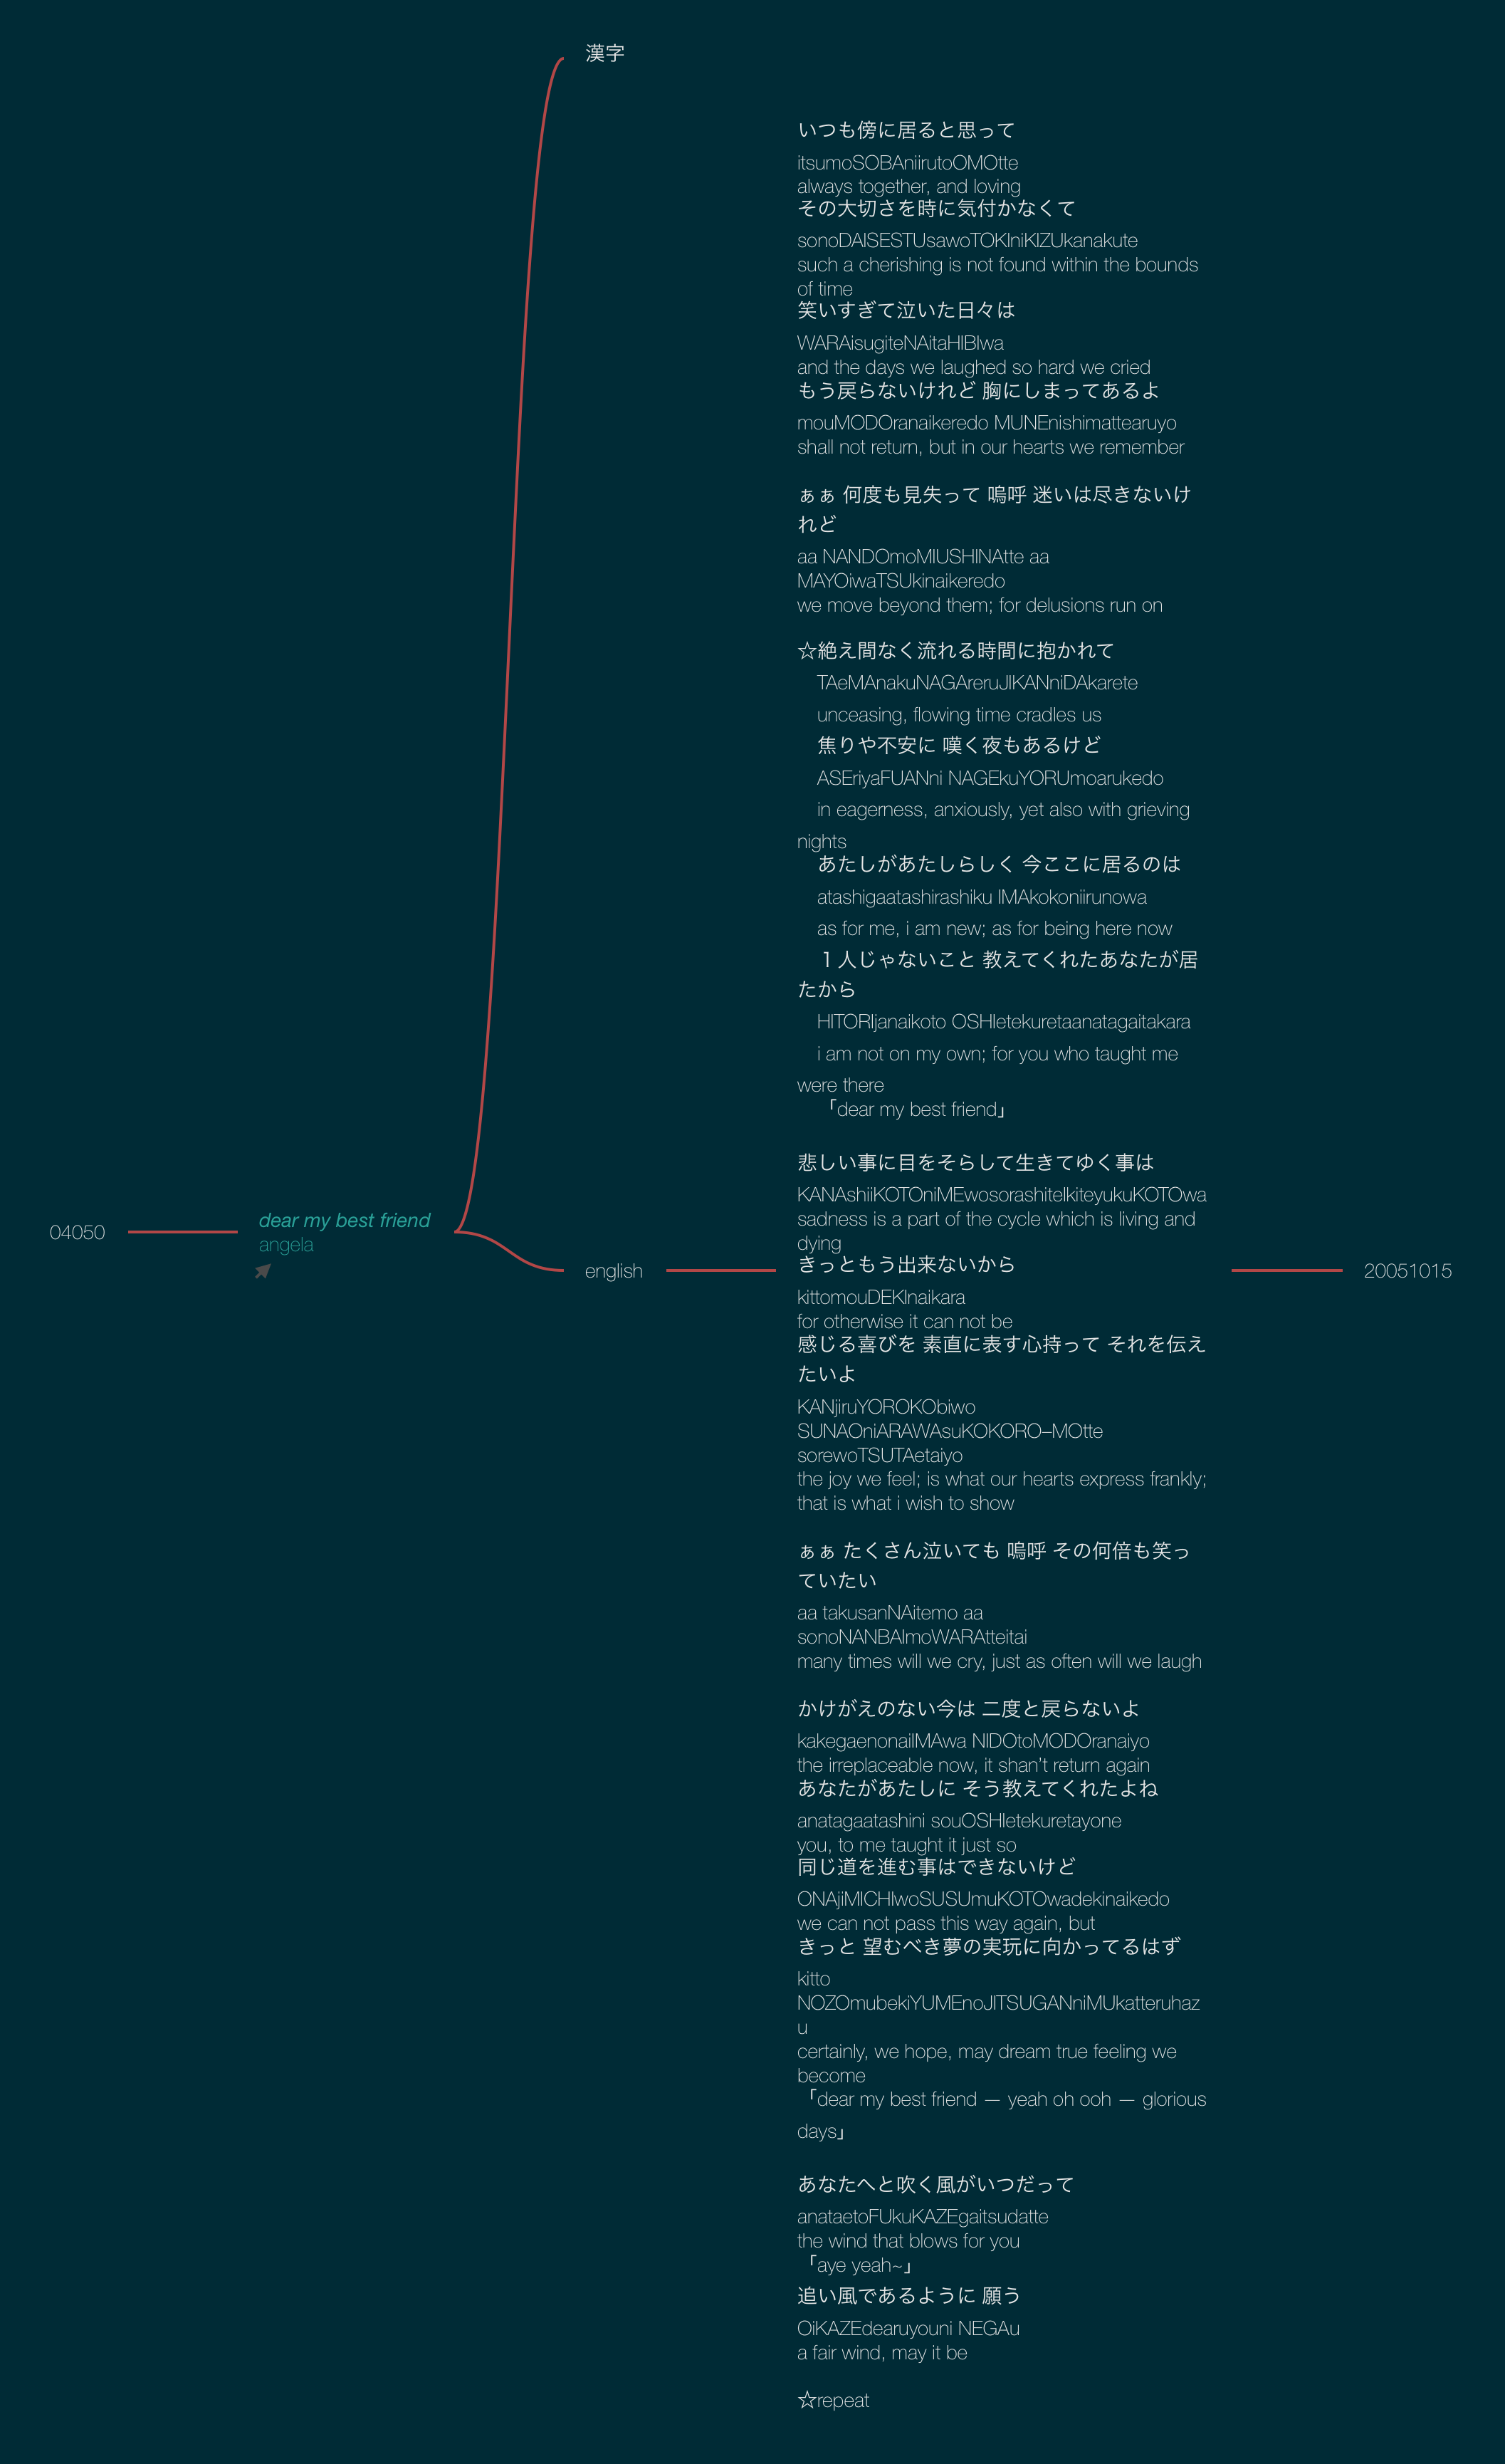 漢字
いつも傍に居ると思って
itsumoSOBAniirutoOMOtte
always together, and loving
その大切さを時に気付かなくて
sonoDAISESTUsawoTOKIniKIZUkanakute
such a cherishing is not found within the bounds
of time
笑いすぎて泣いた日々は
WARAisugiteNAitaHIBIwa
and the days we laughed so hard we cried
もう戻らないけれど 胸にしまってあるよ
mouMODOranaikeredo MUNEnishimattearuyo
shall not return, but in our hearts we remember
ぁぁ 何度も見失って 嗚呼 迷いは尽きないけ
れど
aa NANDOmoMIUSHINAtte aa
MAYOiwaTSUkinaikeredo
we move beyond them; for delusions run on
☆絶え間なく流れる時間に抱かれて
TAeMAnakuNAGAreruJIKANniDAkarete
unceasing, flowing time cradles us
焦りや不安に 嘆く夜もあるけど
ASEriyaFUANni NAGEkuYORUmoarukedo
in eagerness, anxiously, yet also with grieving
nights
あたしがあたしらしく 今ここに居るのは
atashigaatashirashiku IMAkokoniirunowa
as for me, i am new; as for being here now
１人じゃないこと 教えてくれたあなたが居
たから
HITORIjanaikoto OSHIetekuretaanatagaitakara
i am not on my own; for you who taught me
were there
「dear my best friend」
悲しい事に目をそらして生きてゆく事は
KANAshiiKOTOniMEwosorashiteIkiteyukuKOTOwa
sadness is a part of the cycle which is living and
dying
きっともう出来ないから
kittomouDEKInaikara
for otherwise it can not be
感じる喜びを 素直に表す心持って それを伝え
たいよ
KANjiruYOROKObiwo
SUNAOniARAWAsuKOKORO–MOtte
sorewoTSUTAetaiyo
the joy we feel; is what our hearts express frankly;
that is what i wish to show
ぁぁ たくさん泣いても 嗚呼 その何倍も笑っ
ていたい
aa takusanNAitemo aa
sonoNANBAImoWARAtteitai
many times will we cry, just as often will we laugh
かけがえのない今は 二度と戻らないよ
kakegaenonaiIMAwa NIDOtoMODOranaiyo
the irreplaceable now, it shan’t return again
あなたがあたしに そう教えてくれたよね
anatagaatashini souOSHIetekuretayone
you, to me taught it just so
同じ道を進む事はできないけど
ONAjiMICHIwoSUSUmuKOTOwadekinaikedo
we can not pass this way again, but
きっと 望むべき夢の実玩に向かってるはず
kitto
NOZOmubekiYUMEnoJITSUGANniMUkatteruhaz
u
certainly, we hope, may dream true feeling we
become
「dear my best friend — yeah oh ooh — glorious
days」
あなたへと吹く風がいつだって
anataetoFUkuKAZEgaitsudatte
the wind that blows for you
「aye yeah~」
追い風であるように 願う
OiKAZEdearuyouni NEGAu
a fair wind, may it be
☆repeat
04050
dear my best friend
angela
english
20051015